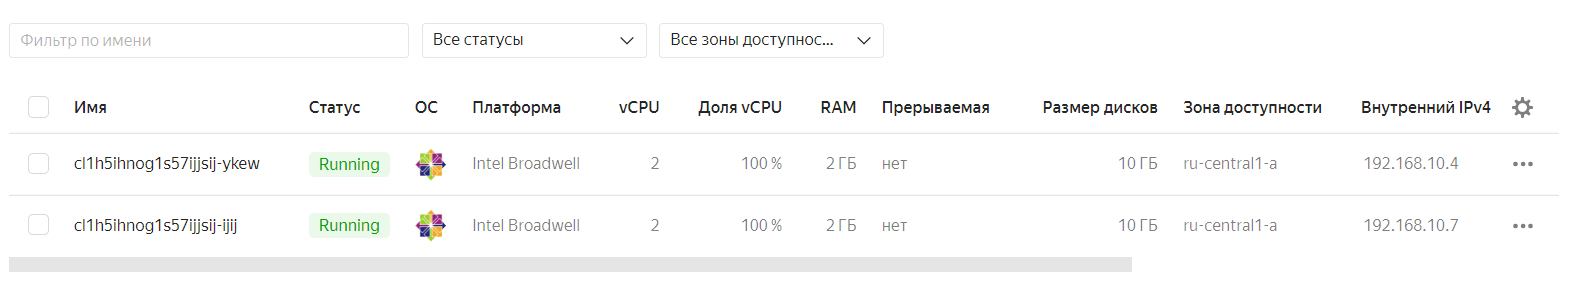 Фильтр по имени Все статусы Все зоны доступнос...
Имя Статус ОС Платформа vCPU Доля vCPU RAM Прерываемая Размер дисков Зона доступности Внутренний IPv4
cl1h5ihnog1s57ijjsij-ykew Running Intel Broadwell 2 100 % 2 ГБ нет 10 ГБ ru-central1-a 192.168.10.4
cl1h5ihnog1s57ijjsij-ijij Running Intel Broadwell 2 100 % 2 ГБ нет 10 ГБ ru-central1-a 192.168.10.7